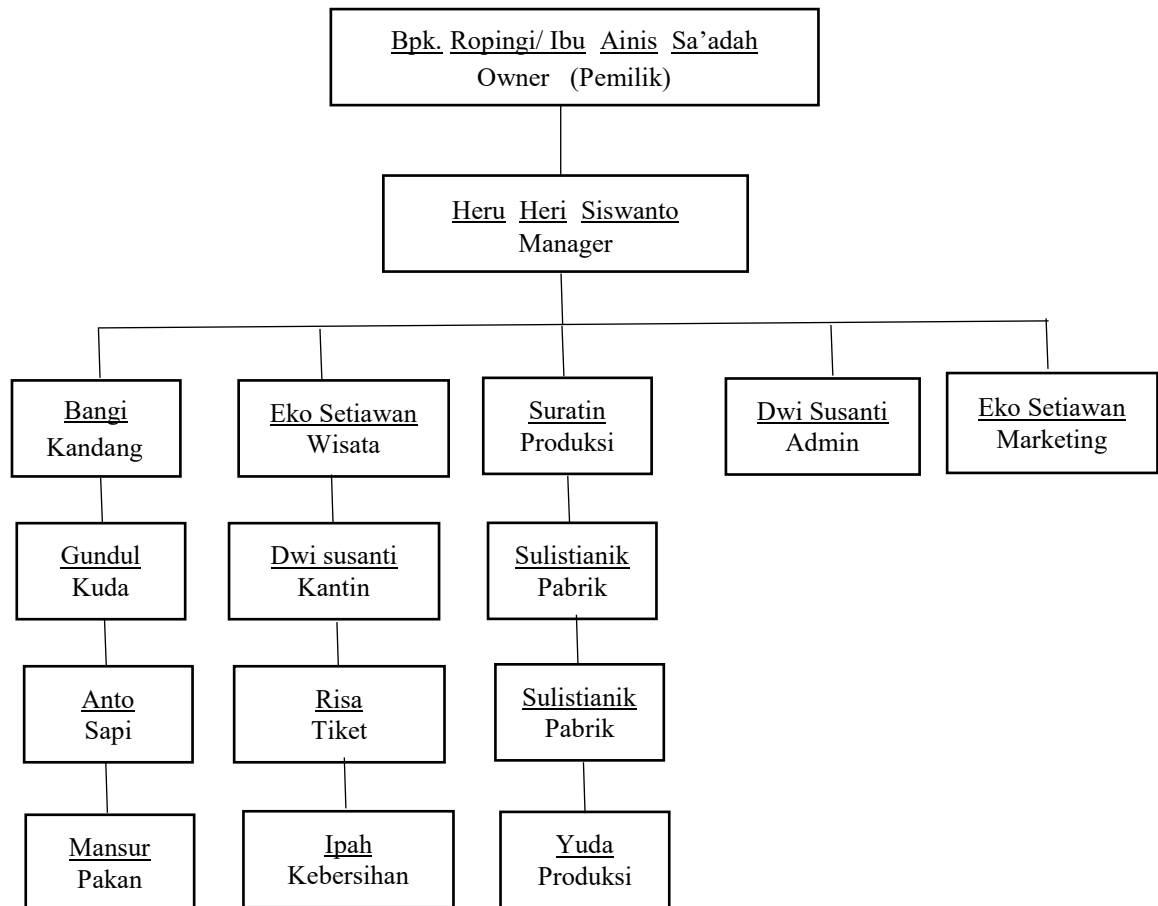 Bpk. Ropingi/ Ibu Ainis Sa’adah
Owner (Pemilik)
Heru Heri Siswanto
Manager
Bangi
Kandang
Eko Setiawan
Wisata
Suratin
Produksi
Dwi Susanti
Admin
Eko Setiawan
Marketing
Gundul
Kuda
Dwi susanti
Kantin
Sulistianik
Pabrik
Anto
Sapi
Risa
Tiket
Sulistianik
Pabrik
Mansur
Pakan
Ipah
Kebersihan
Yuda
Produksi